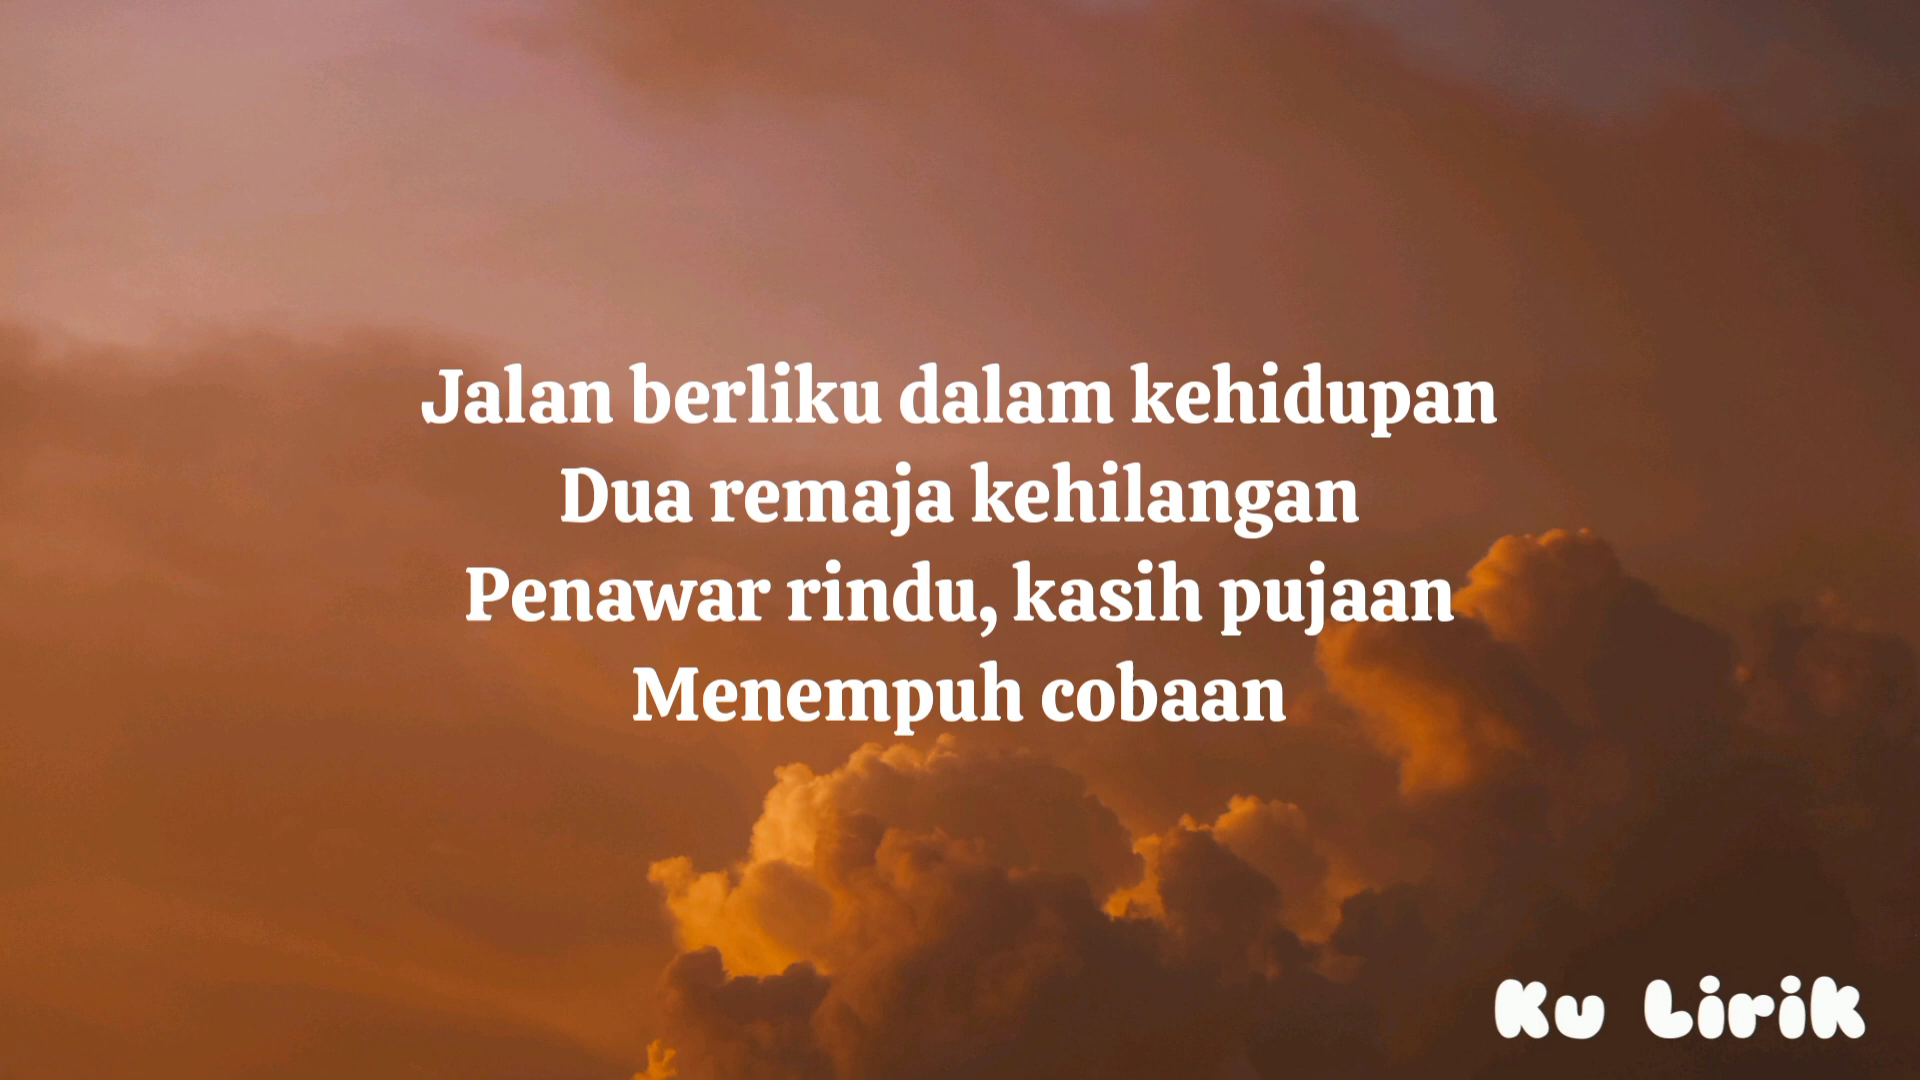 Jalan berliku dalam kehidupan
Dua remaja kehilangan
Penawar rindu, kasih pujaan
Menempuh cobaan
Ku Lirik